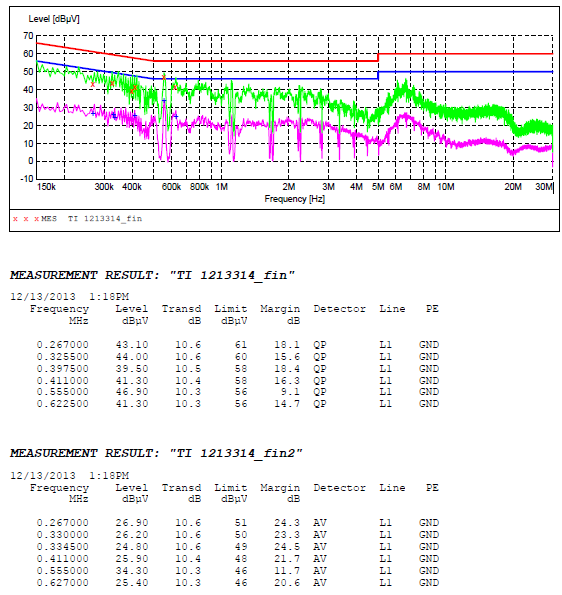 Level [dBµV]
70
60
50
40
30
20
10
0
-10
150k 300k 400k 600k 800k 1M 2M 3M 4M 5M 6M 8M 10M 20M 30M
Frequency [Hz]
x x x MES TI 1213314_fin
MEASUREMENT RESULT: "TI 1213314_fin"
12/13/2013 1:18PM
Frequency Level Transd Limit Margin Detector Line PE
MHz dBµV dB dBµV dB
0.267000 43.10 10.6 61 18.1 QP L1 GND
0.325500 44.00 10.6 60 15.6 QP L1 GND
0.397500 39.50 10.5 58 18.4 QP L1 GND
0.411000 41.30 10.4 58 16.3 QP L1 GND
0.555000 46.90 10.3 56 9.1 QP L1 GND
0.622500 41.30 10.3 56 14.7 QP L1 GND
MEASUREMENT RESULT: "TI 1213314_fin2"
12/13/2013 1:18PM
Frequency Level Transd Limit Margin Detector Line PE
MHz dBµV dB dBµV dB
0.267000 26.90 10.6 51 24.3 AV L1 GND
0.330000 26.20 10.6 50 23.3 AV L1 GND
0.334500 24.80 10.6 49 24.5 AV L1 GND
0.411000 25.90 10.4 48 21.7 AV L1 GND
0.555000 34.30 10.3 46 11.7 AV L1 GND
0.627000 25.40 10.3 46 20.6 AV L1 GND